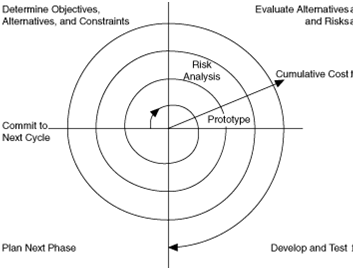 Determine Objectives,
Alternatives, and Constraints
Evaluate Alternatives
and Risks
Risk
Analysis
Cumulative Cost
Prototype
Commit to
Next Cycle
Plan Next Phase
Develop and Test